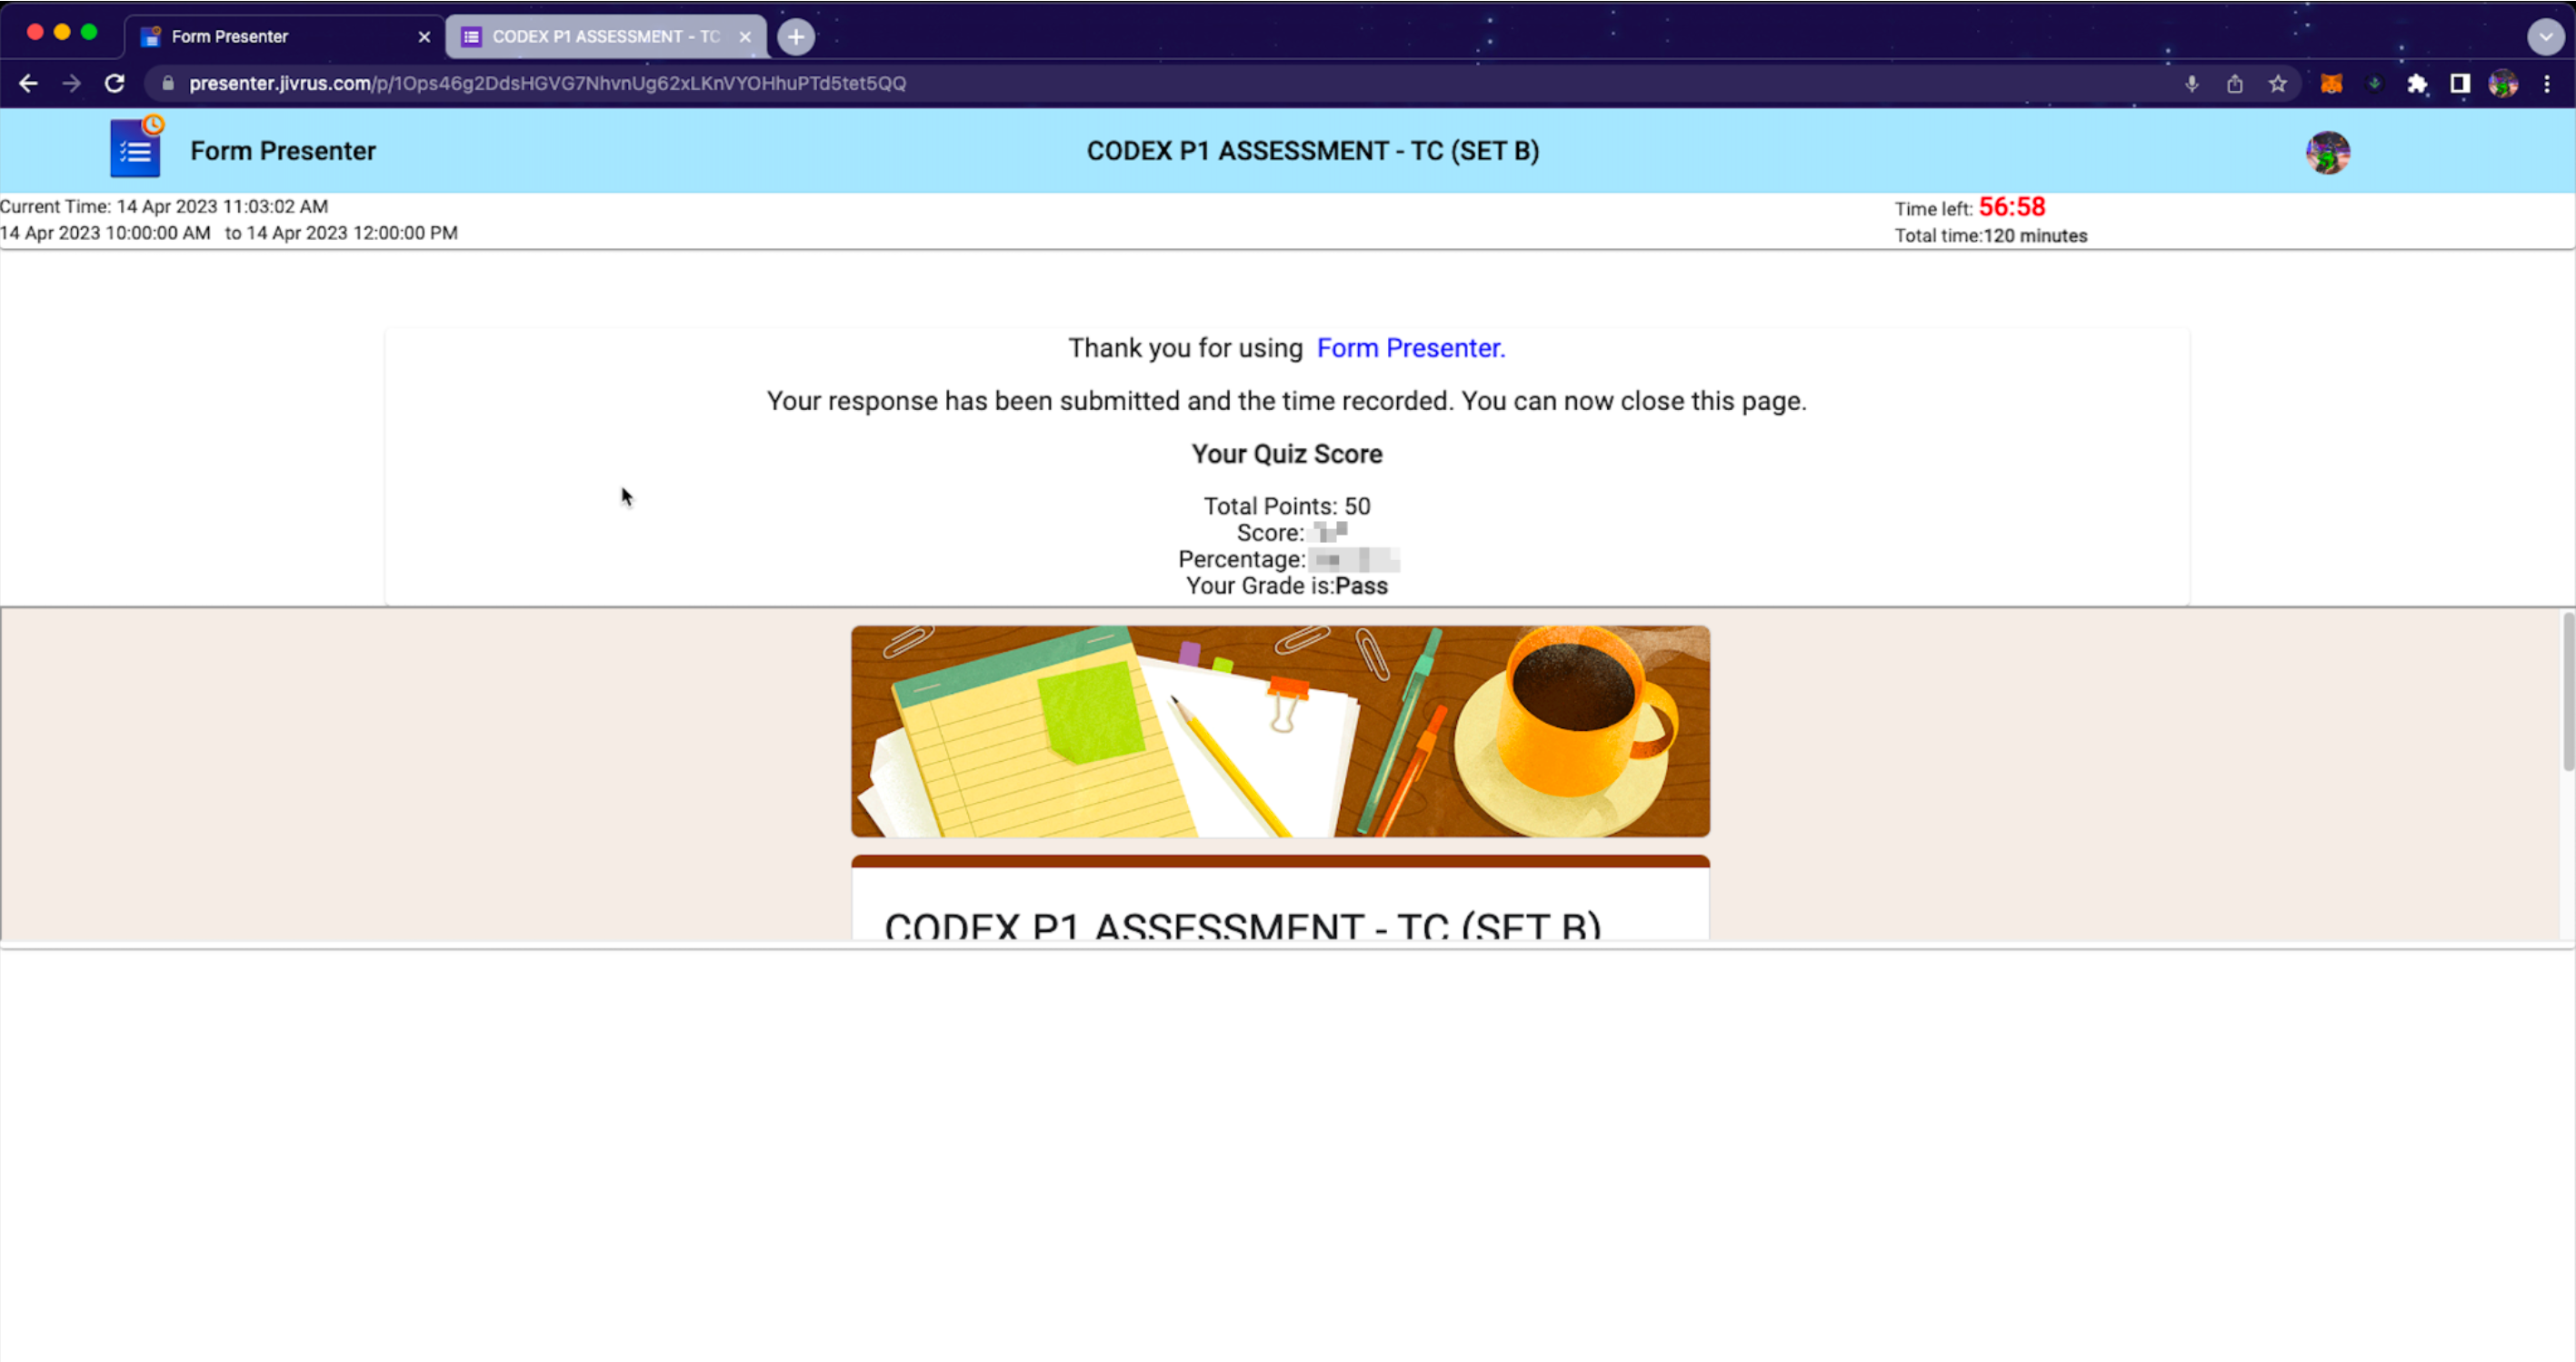 Form Presenter
CODEX P1 ASSESSMENT - TC
presenter.jivrus.com/p/1Ops46g2DdsHGVG7NhvnUg62xLKnVYOHhuPTd5tet5QQ
Form Presenter
CODEX P1 ASSESSMENT - TC (SET B)
Current Time: 14 Apr 2023 11:03:02 AM
Time left: 56:58
14 Apr 2023 10:00:00 AM to 14 Apr 2023 12:00:00 PM
Total time:120 minutes
Thank you for using Form Presenter.
Your response has been submitted and the time recorded. You can now close this page.
Your Quiz Score
Total Points: 50
Score:
Percentage:
Your Grade is:Pass
CODEX P1 ASSESSMENT - TC (SET B)